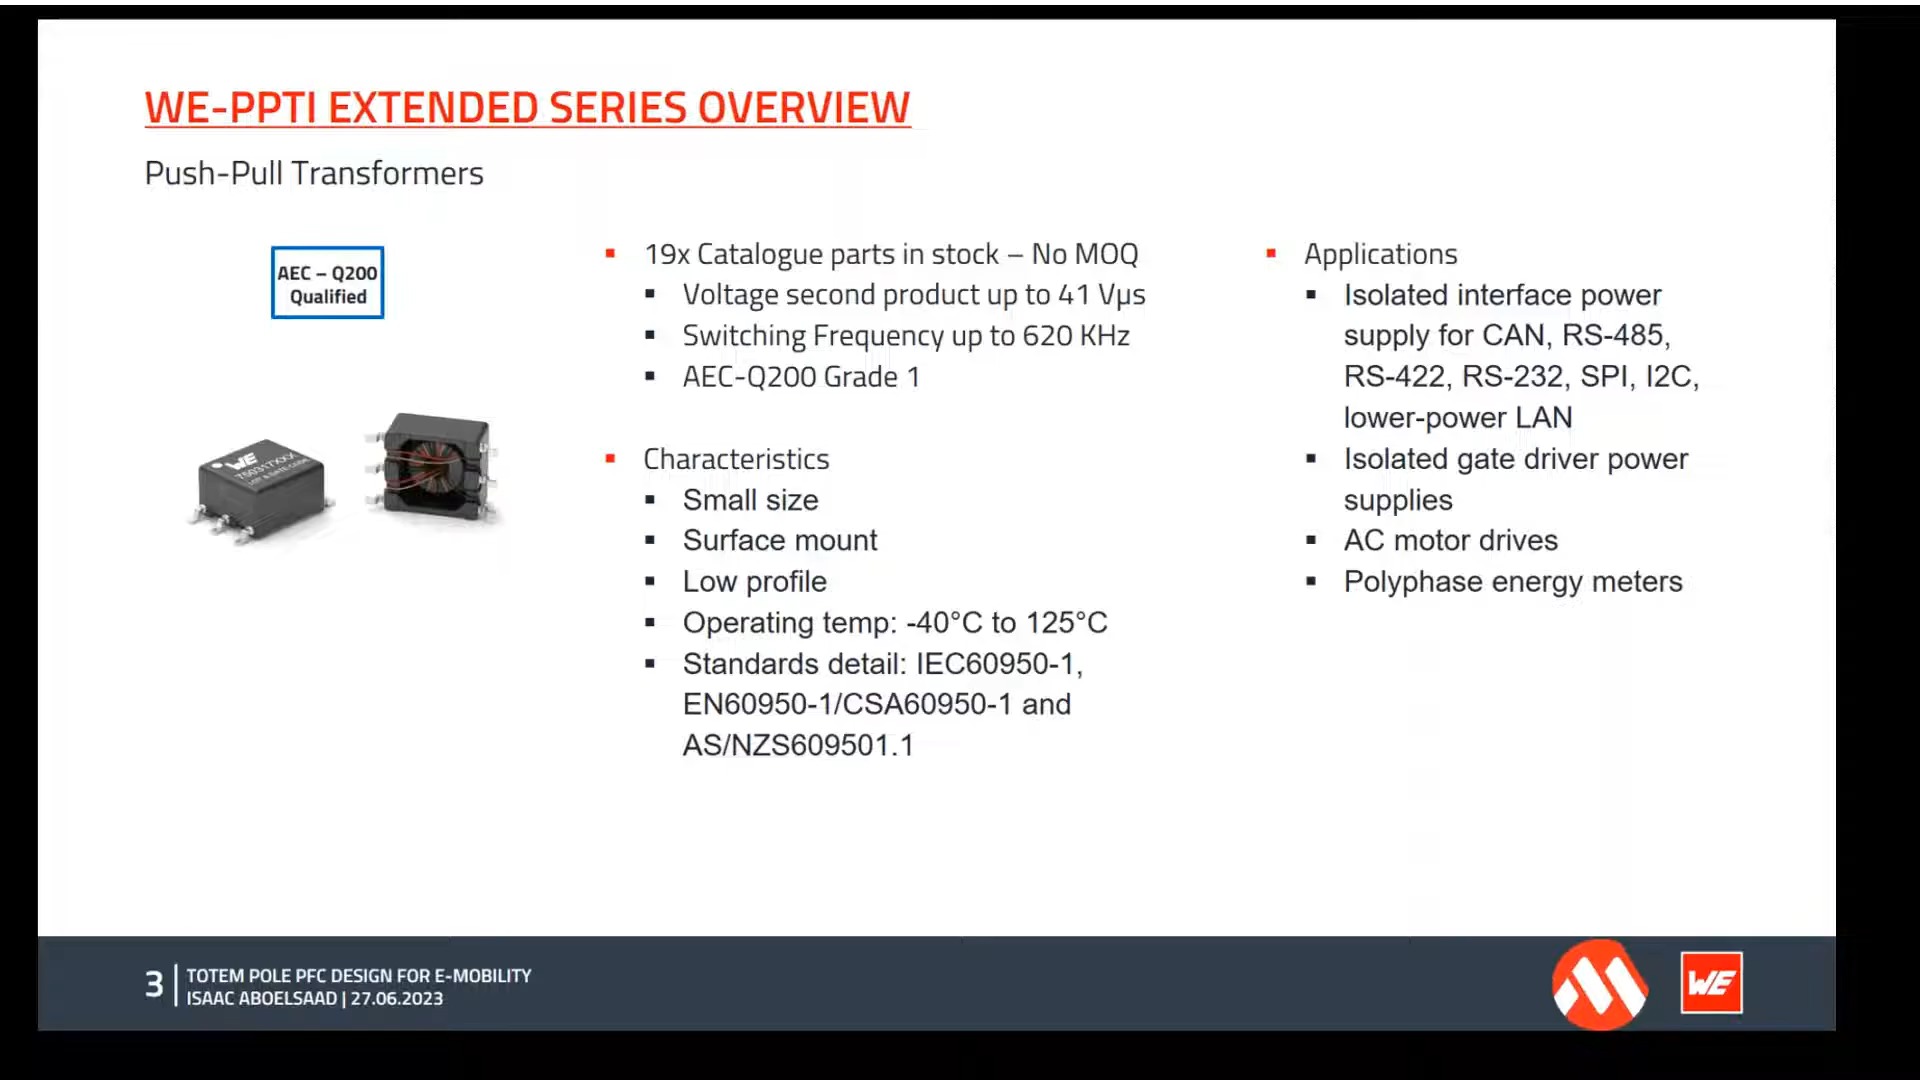 WE-PPTI EXTENDED SERIES OVERVIEW
Push-Pull Transformers
AEC – Q200
Qualified
WE
750317XXX
LOT & DATE CODE
19x Catalogue parts in stock – No MOQ
Voltage second product up to 41 Vµs
Switching Frequency up to 620 KHz
AEC-Q200 Grade 1
Characteristics
Small size
Surface mount
Low profile
Operating temp: -40°C to 125°C
Standards detail: IEC60950-1,
EN60950-1/CSA60950-1 and
AS/NZS609501.1
Applications
Isolated interface power
supply for CAN, RS-485,
RS-422, RS-232, SPI, I2C,
lower-power LAN
Isolated gate driver power
supplies
AC motor drives
Polyphase energy meters
3
TOTEM POLE PFC DESIGN FOR E-MOBILITY
ISAAC ABOELSAAD | 27.06.2023
WE